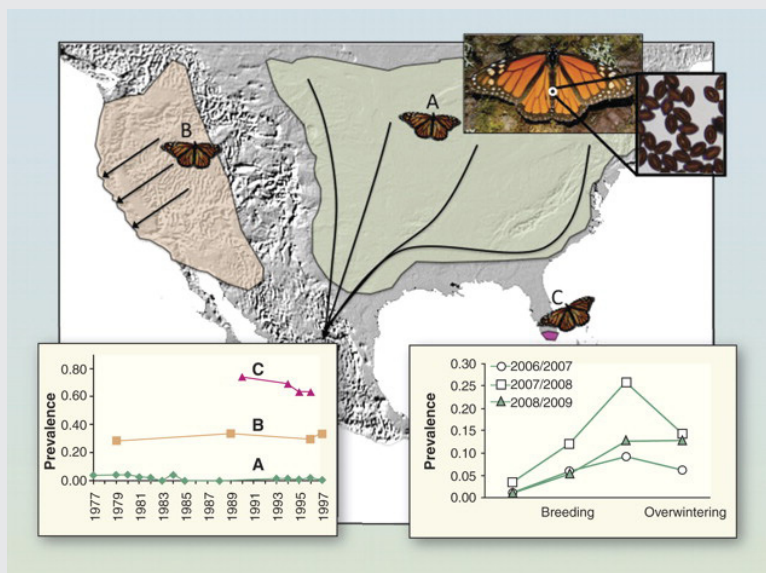 A
B
C
Prevalence
0.80
0.60
0.40
0.20
0.00
C
B
A
1977
1979
1981
1983
1985
1987
1989
1991
1993
1995
1997
Prevalence
0.30
0.25
0.20
0.15
0.10
0.05
0.00
2006/2007
2007/2008
2008/2009
Breeding
Overwintering